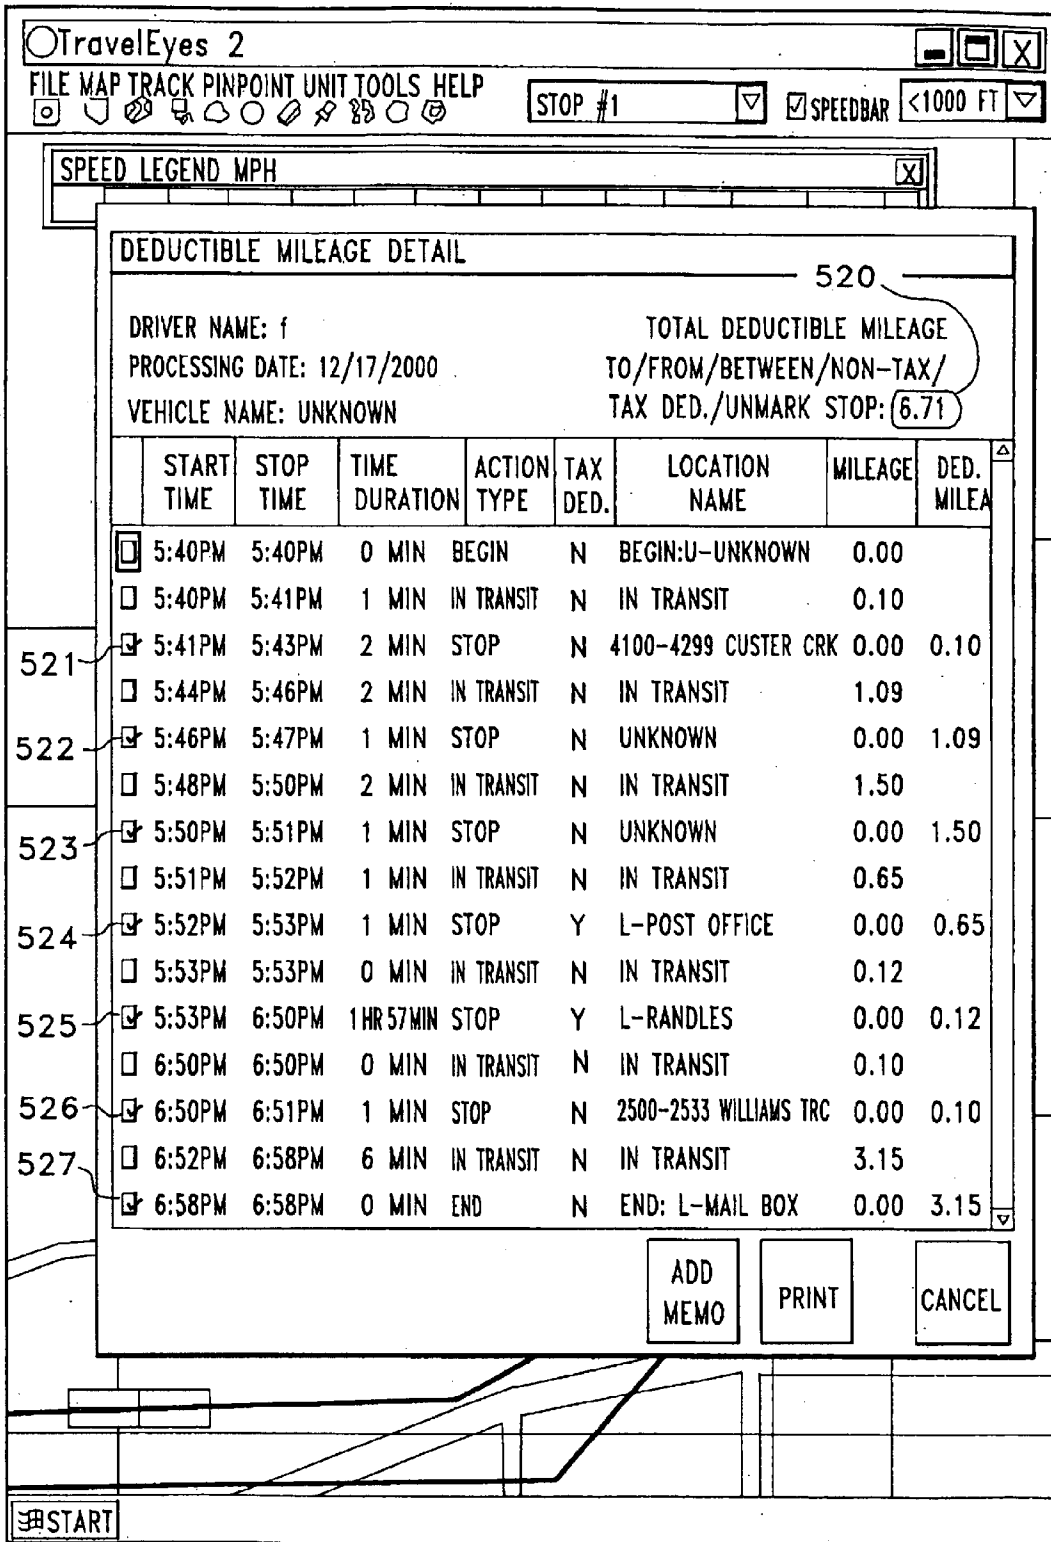 TravelEyes 2
FILE MAP TRACK PINPOINT UNIT TOOLS HELP
STOP #1
SPEEDBAR
<1000 FT
SPEED LEGEND MPH
X
DEDUCTIBLE MILEAGE DETAIL
520
DRIVER NAME: f
TOTAL DEDUCTIBLE MILEAGE
PROCESSING DATE: 12/17/2000
TO/FROM/BETWEEN/NON-TAX/
VEHICLE NAME: UNKNOWN
TAX DED./UNMARK STOP: 6.71
START TIME STOP TIME TIME DURATION ACTION TYPE TAX DED. LOCATION NAME MILEAGE DED. MILEA
5:40PM 5:40PM 0 MIN BEGIN N BEGIN:U-UNKNOWN 0.00
5:40PM 5:41PM 1 MIN IN TRANSIT N IN TRANSIT 0.10
521 5:41PM 5:43PM 2 MIN STOP N 4100-4299 CUSTER CRK 0.00 0.10
5:44PM 5:46PM 2 MIN IN TRANSIT N IN TRANSIT 1.09
522 5:46PM 5:47PM 1 MIN STOP N UNKNOWN 0.00 1.09
5:48PM 5:50PM 2 MIN IN TRANSIT N IN TRANSIT 1.50
523 5:50PM 5:51PM 1 MIN STOP N UNKNOWN 0.00 1.50
5:51PM 5:52PM 1 MIN IN TRANSIT N IN TRANSIT 0.65
524 5:52PM 5:53PM 1 MIN STOP Y L-POST OFFICE 0.00 0.65
5:53PM 5:53PM 0 MIN IN TRANSIT N IN TRANSIT 0.12
525 5:53PM 6:50PM 1 HR 57 MIN STOP Y L-RANDLES 0.00 0.12
6:50PM 6:50PM 0 MIN IN TRANSIT N IN TRANSIT 0.10
526 6:50PM 6:51PM 1 MIN STOP N 2500-2533 WILLIAMS TRC 0.00 0.10
6:52PM 6:58PM 6 MIN IN TRANSIT N IN TRANSIT 3.15
527 6:58PM 6:58PM 0 MIN END N END: L-MAIL BOX 0.00 3.15
ADD MEMO
PRINT
CANCEL
START